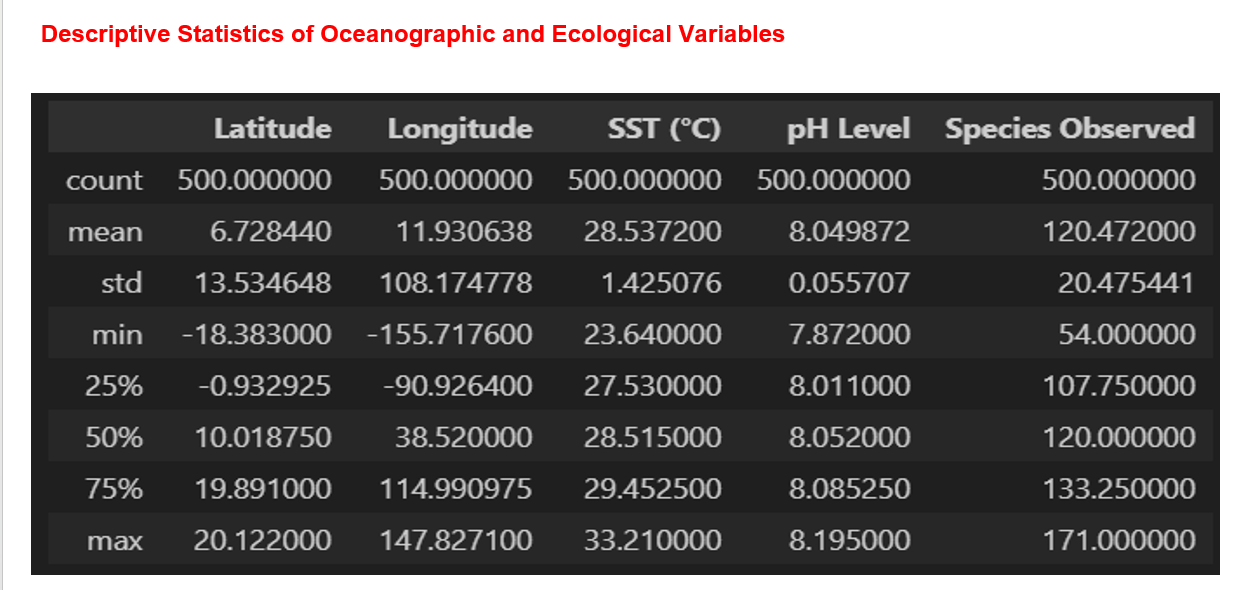 Descriptive Statistics of Oceanographic and Ecological Variables
Latitude Longitude SST (°C) pH Level Species Observed
count 500.000000 500.000000 500.000000 500.000000 500.000000
mean 6.728440 11.930638 28.537200 8.049872 120.472000
std 13.534648 108.174778 1.425076 0.055707 20.475441
min -18.383000 -155.717600 23.640000 7.872000 54.000000
25% -0.932925 -90.926400 27.530000 8.011000 107.750000
50% 10.018750 38.520000 28.515000 8.052000 120.000000
75% 19.891000 114.990975 29.452500 8.085250 133.250000
max 20.122000 147.827100 33.210000 8.195000 171.000000